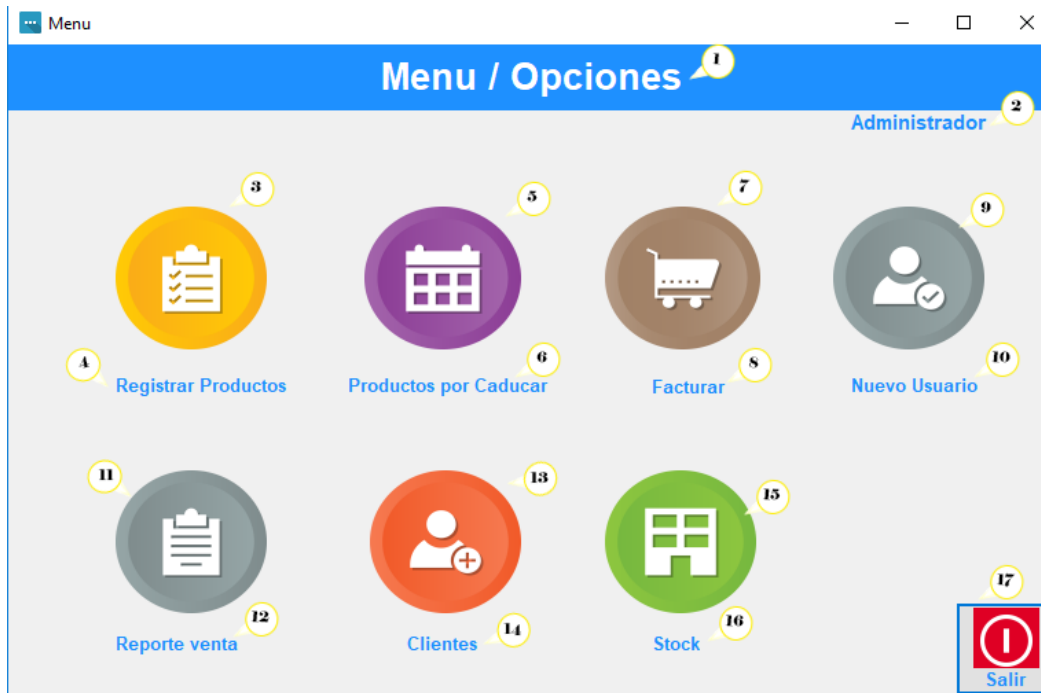 Menu
Menu / Opciones 1
2
Administrador
3 5 7 9
4 6 8 10
Registrar Productos Productos por Caducar Facturar Nuevo Usuario
11 13 15
12 14 16
Reporte venta Clientes Stock
17
Salir